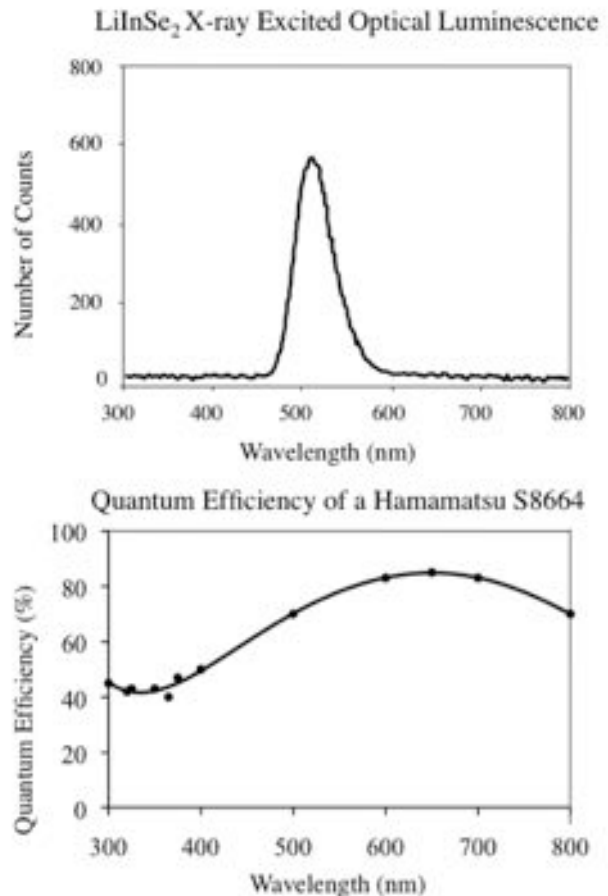 LiInSe₂ X-ray Excited Optical Luminescence
800
600
400
200
0
Number of Counts
300 400 500 600 700 800
Wavelength (nm)
Quantum Efficiency of a Hamamatsu S8664
100
80
60
40
20
0
Quantum Efficiency (%)
300 400 500 600 700 800
Wavelength (nm)